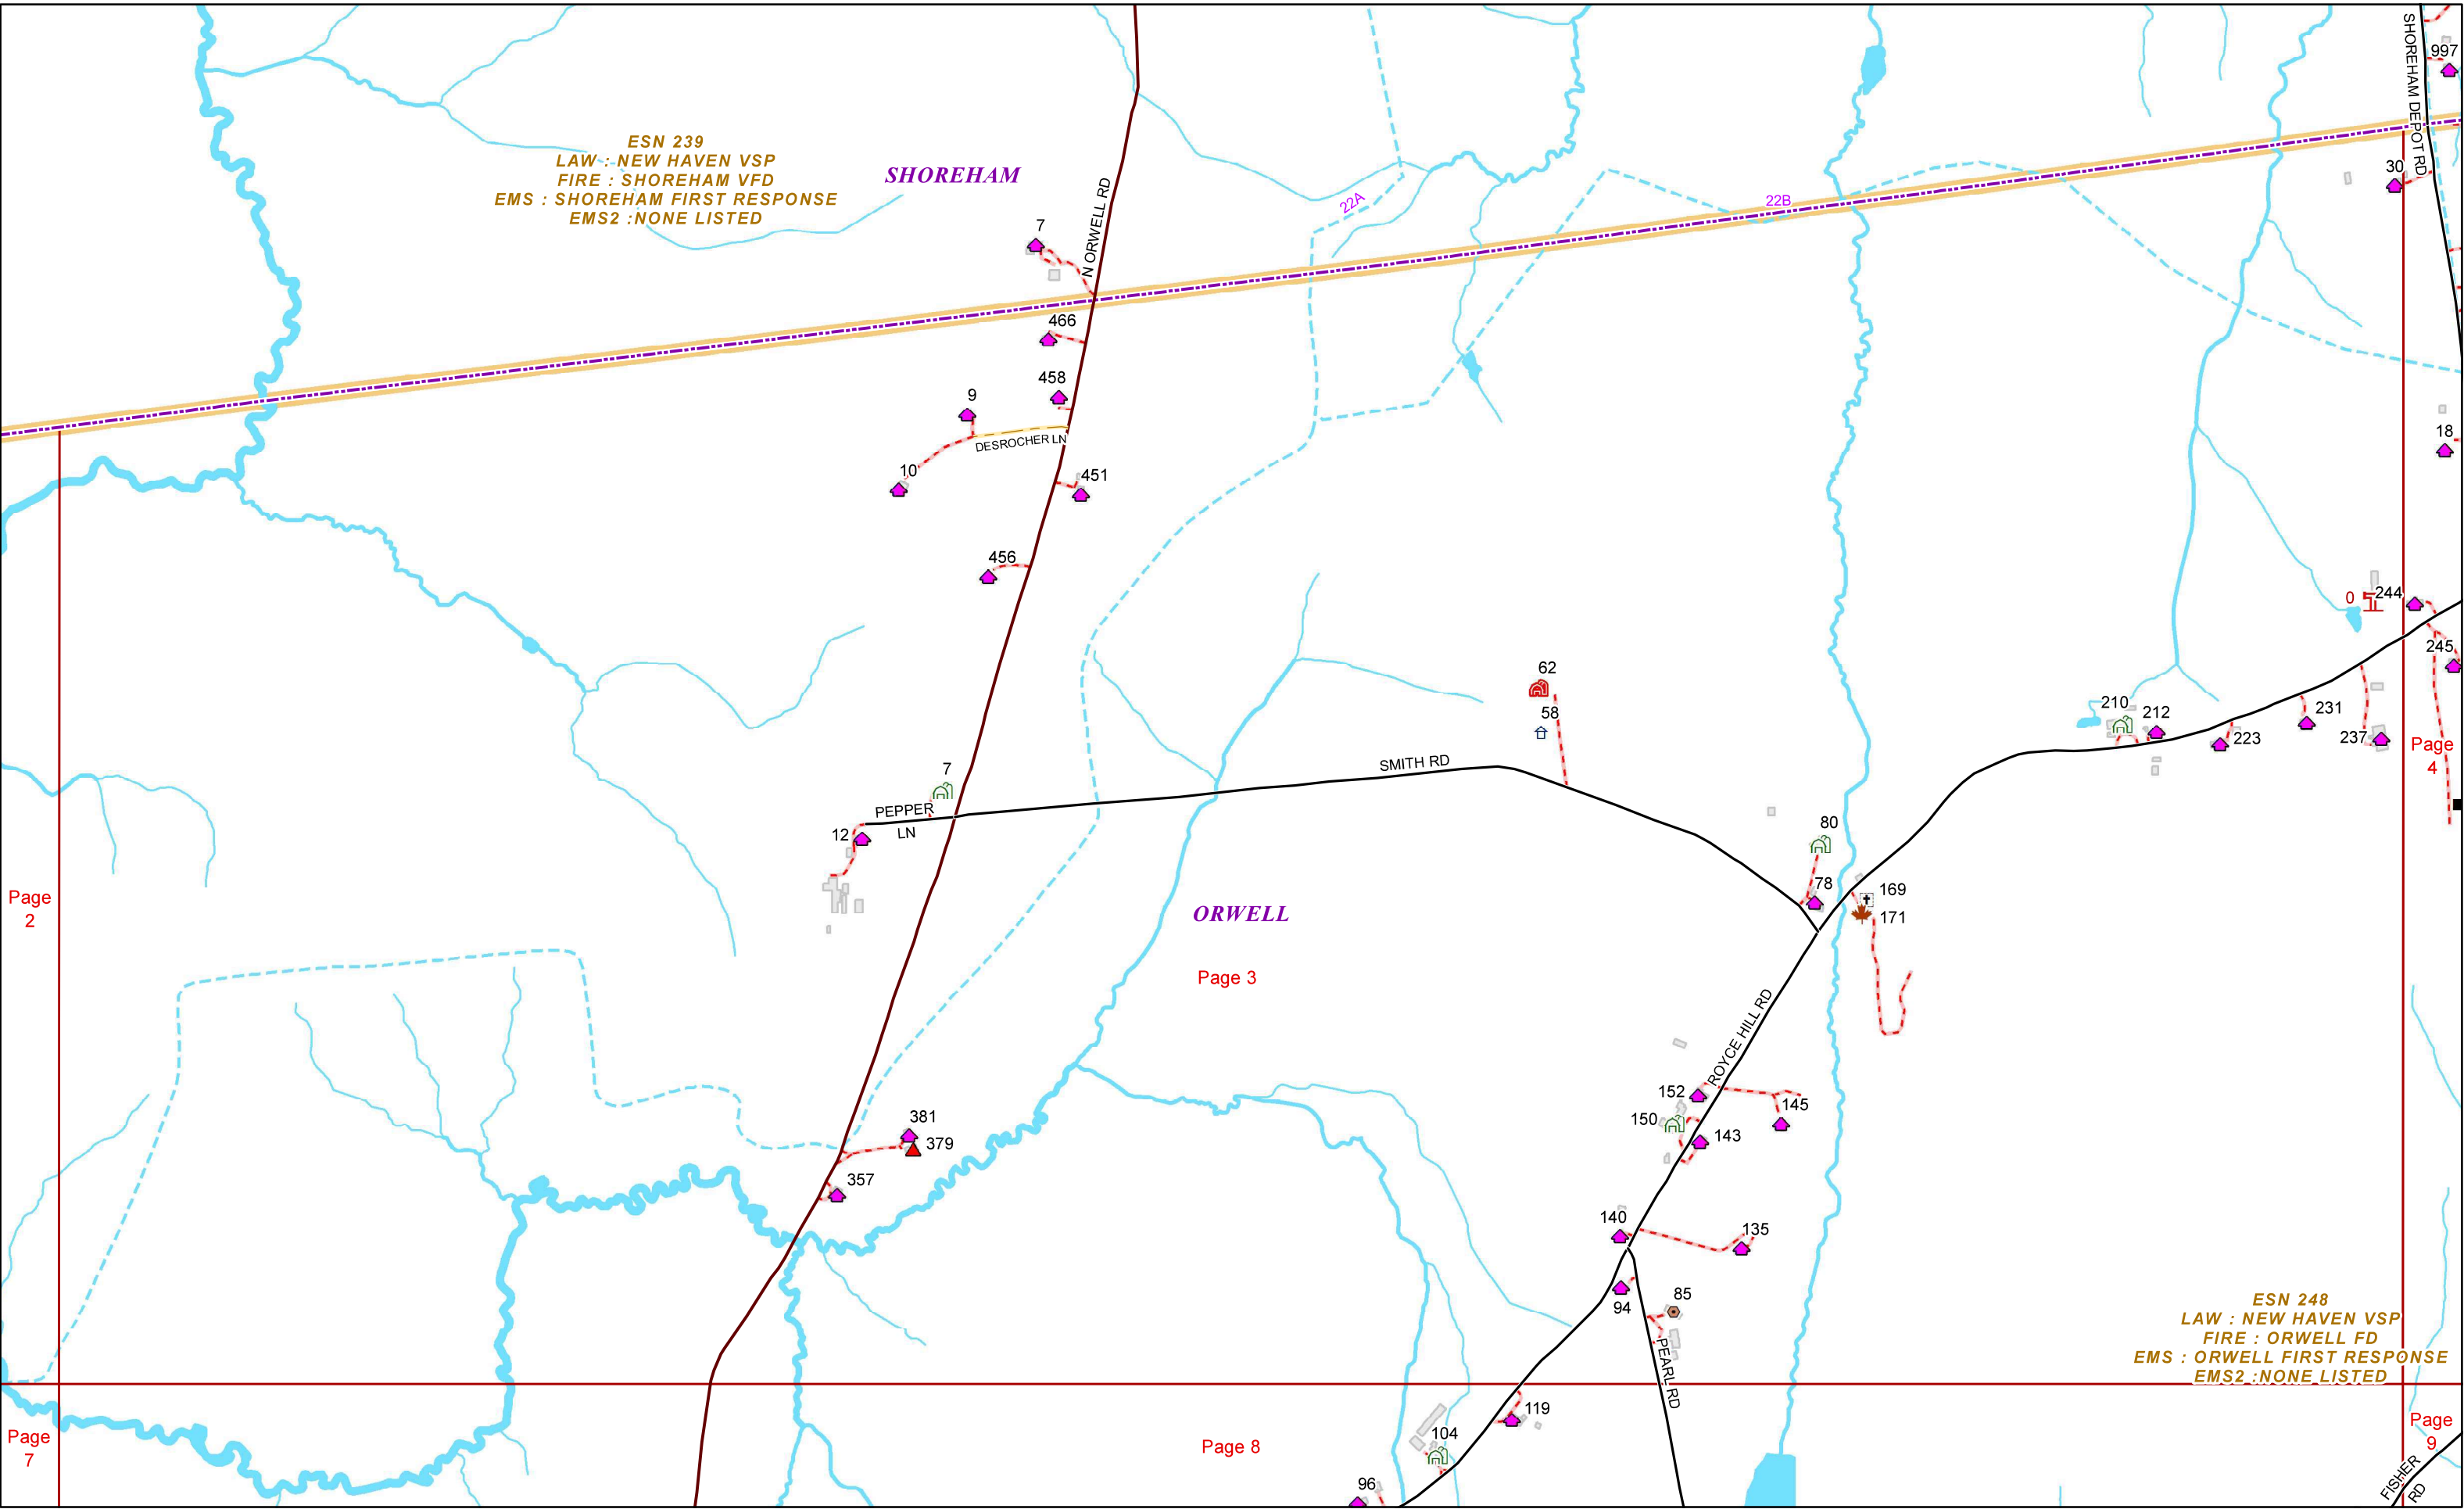 SHOREHAM DEPOT RD
997
ESN 239
LAW : NEW HAVEN VSP
FIRE : SHOREHAM VFD
EMS : SHOREHAM FIRST RESPONSE
EMS2 :NONE LISTED
SHOREHAM
N ORWELL RD
22A
22B
30
7
466
458
9
DESROCHER LN
10
451
18
456
0
244
245
62
58
210
212
223
231
237
Page
4
SMITH RD
7
PEPPER
LN
12
80
78
169
171
Page
2
ORWELL
Page 3
ROYCE HILL RD
152
150
145
143
381
379
357
140
135
94
85
PEARL RD
ESN 248
LAW : NEW HAVEN VSP
FIRE : ORWELL FD
EMS : ORWELL FIRST RESPONSE
EMS2 :NONE LISTED
119
104
96
Page
7
Page 8
Page
9
FISHER
RD